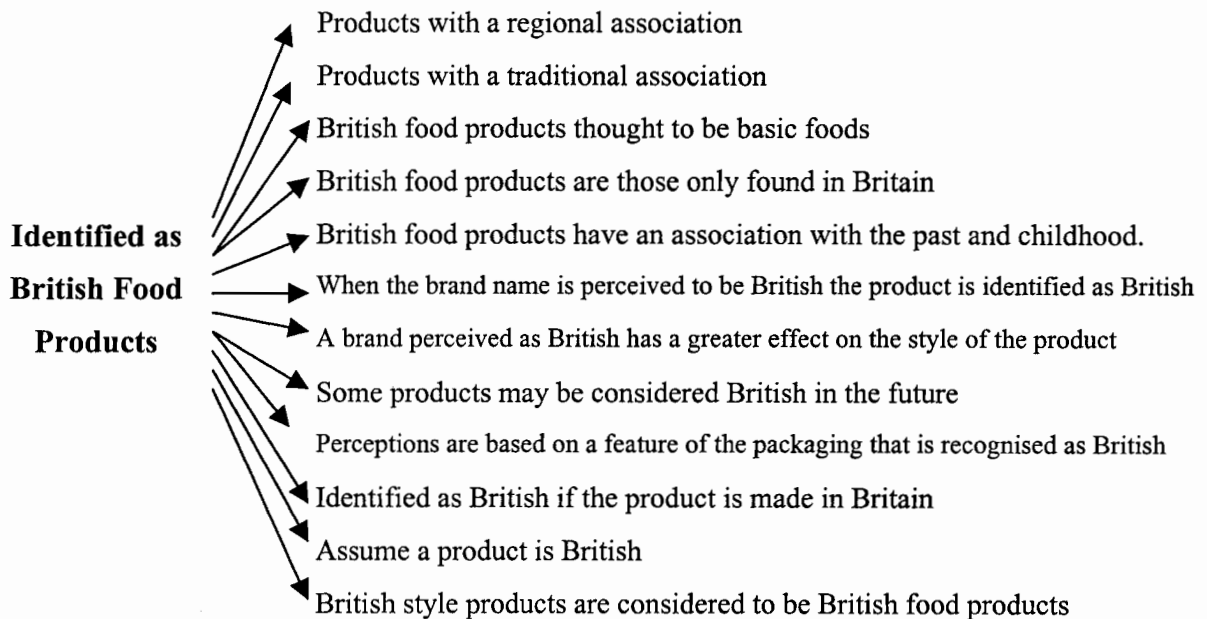 Products with a regional association
Products with a traditional association
British food products thought to be basic foods
British food products are those only found in Britain
Identified as
British Food
Products
British food products have an association with the past and childhood.
When the brand name is perceived to be British the product is identified as British
A brand perceived as British has a greater effect on the style of the product
Some products may be considered British in the future
Perceptions are based on a feature of the packaging that is recognised as British
Identified as British if the product is made in Britain
Assume a product is British
British style products are considered to be British food products